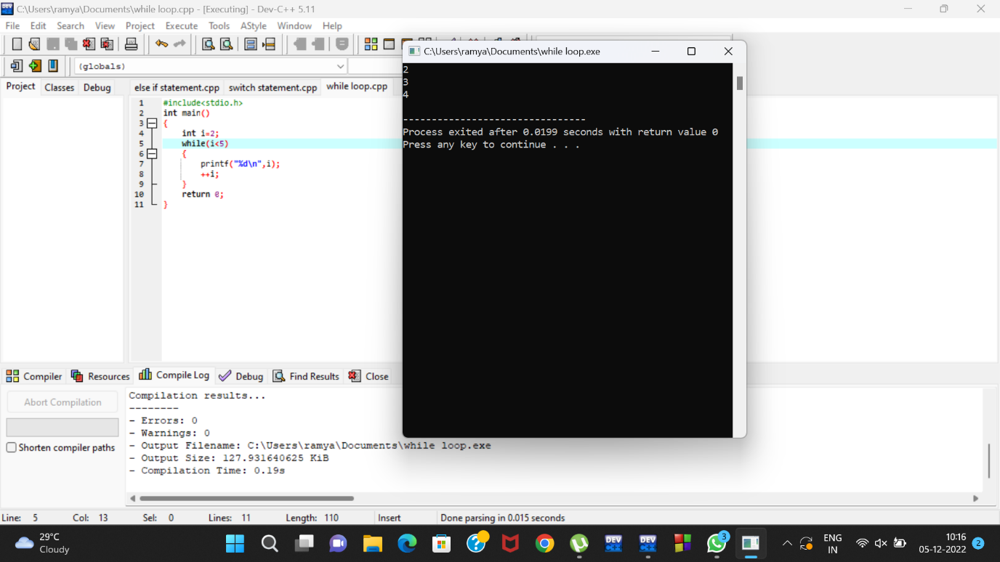 C:\Users\ramya\Documents\while loop.cpp - [Executing] - Dev-C++ 5.11
File Edit Search View Project Execute Tools AStyle Window Help
(globals)
Project Classes Debug
else if statement.cpp switch statement.cpp while loop.cpp
1 #include<stdio.h>
2 int main()
3 {
4 int i=2;
5 while(i<5)
6 {
7 printf("%d\n",i);
8 ++i;
9 }
10 return 0;
11 }
C:\Users\ramya\Documents\while loop.exe
2
3
4
--------------------------------
Process exited after 0.0199 seconds with return value 0
Press any key to continue . . .
Compiler Resources Compile Log Debug Find Results Close
Abort Compilation
Shorten compiler paths
Compilation results...
--------
- Errors: 0
- Warnings: 0
- Output Filename: C:\Users\ramya\Documents\while loop.exe
- Output Size: 127.931640625 KiB
- Compilation Time: 0.19s
Line: 5 Col: 13 Sel: 0 Lines: 11 Length: 110 Insert Done parsing in 0.015 seconds
29°C
Cloudy
DEV
C++
DEV
C++
3
ENG
IN
10:16
05-12-2022
2